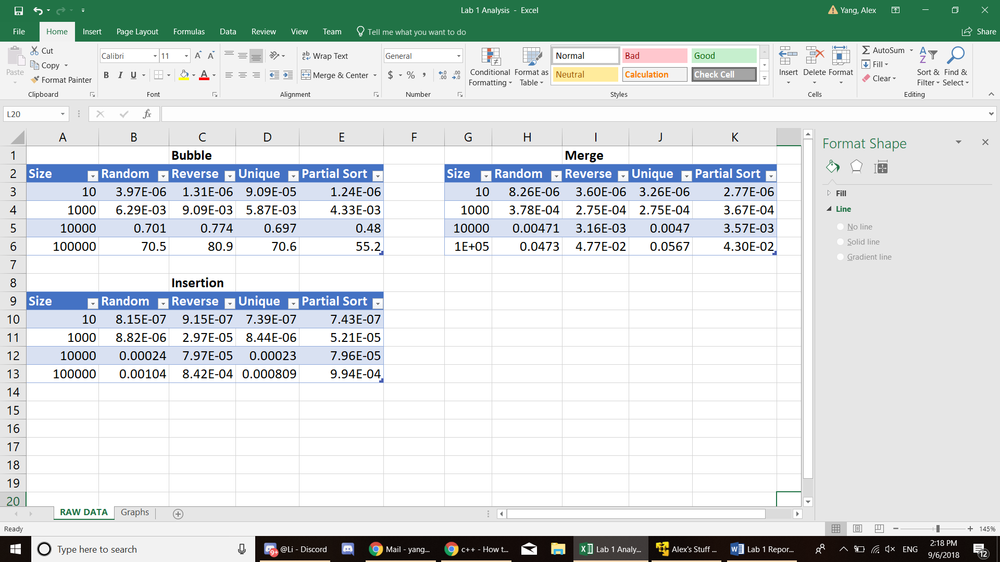 Lab 1 Analysis - Excel
Yang, Alex
File Home Insert Page Layout Formulas Data Review View Team Tell me what you want to do Share
Paste
Cut
Copy
Format Painter
Clipboard
Calibri 11
B I U A
Font
Wrap Text
Merge & Center
Alignment
General
$ % ,
Number
Conditional Formatting
Format as Table
Normal Bad Good
Neutral Calculation Check Cell
Styles
Insert Delete Format
Cells
AutoSum
Fill
Clear
Sort & Filter
Find & Select
Editing
L20 fx
A B C D E F G H I J K
1 Bubble Merge
2 Size Random Reverse Unique Partial Sort Size Random Reverse Unique Partial Sort
3 10 3.97E-06 1.31E-06 9.09E-05 1.24E-06 10 8.26E-06 3.60E-06 3.26E-06 2.77E-06
4 1000 6.29E-03 9.09E-03 5.87E-03 4.33E-03 1000 3.78E-04 2.75E-04 2.75E-04 3.67E-04
5 10000 0.701 0.774 0.697 0.48 10000 0.00471 3.16E-03 0.0047 3.57E-03
6 100000 70.5 80.9 70.6 55.2 1E+05 0.0473 4.77E-02 0.0567 4.30E-02
7
8 Insertion
9 Size Random Reverse Unique Partial Sort
10 10 8.15E-07 9.15E-07 7.39E-07 7.43E-07
11 1000 8.82E-06 2.97E-05 8.44E-06 5.21E-05
12 10000 0.00024 7.97E-05 0.00023 7.96E-05
13 100000 0.00104 8.42E-04 0.000809 9.94E-04
14
15
16
17
18
19
20
Format Shape
Fill
Line
No line
Solid line
Gradient line
RAW DATA Graphs
Ready 145%
Type here to search
@Li - Discord
Mail - yang...
c++ - How t...
Lab 1 Analy...
Alex's Stuff ...
Lab 1 Repor...
ENG
2:18 PM
9/6/2018
12